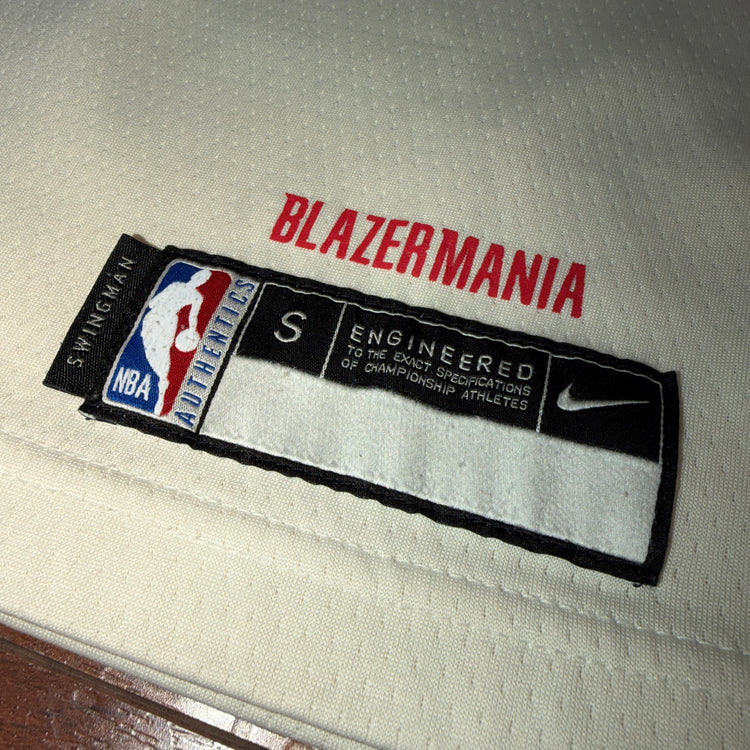 BLAZERMANIA
SWINGMAN
NBA
AUTHENTICS
S
ENGINEERED
TO THE EXACT SPECIFICATIONS
OF CHAMPIONSHIP ATHLETES